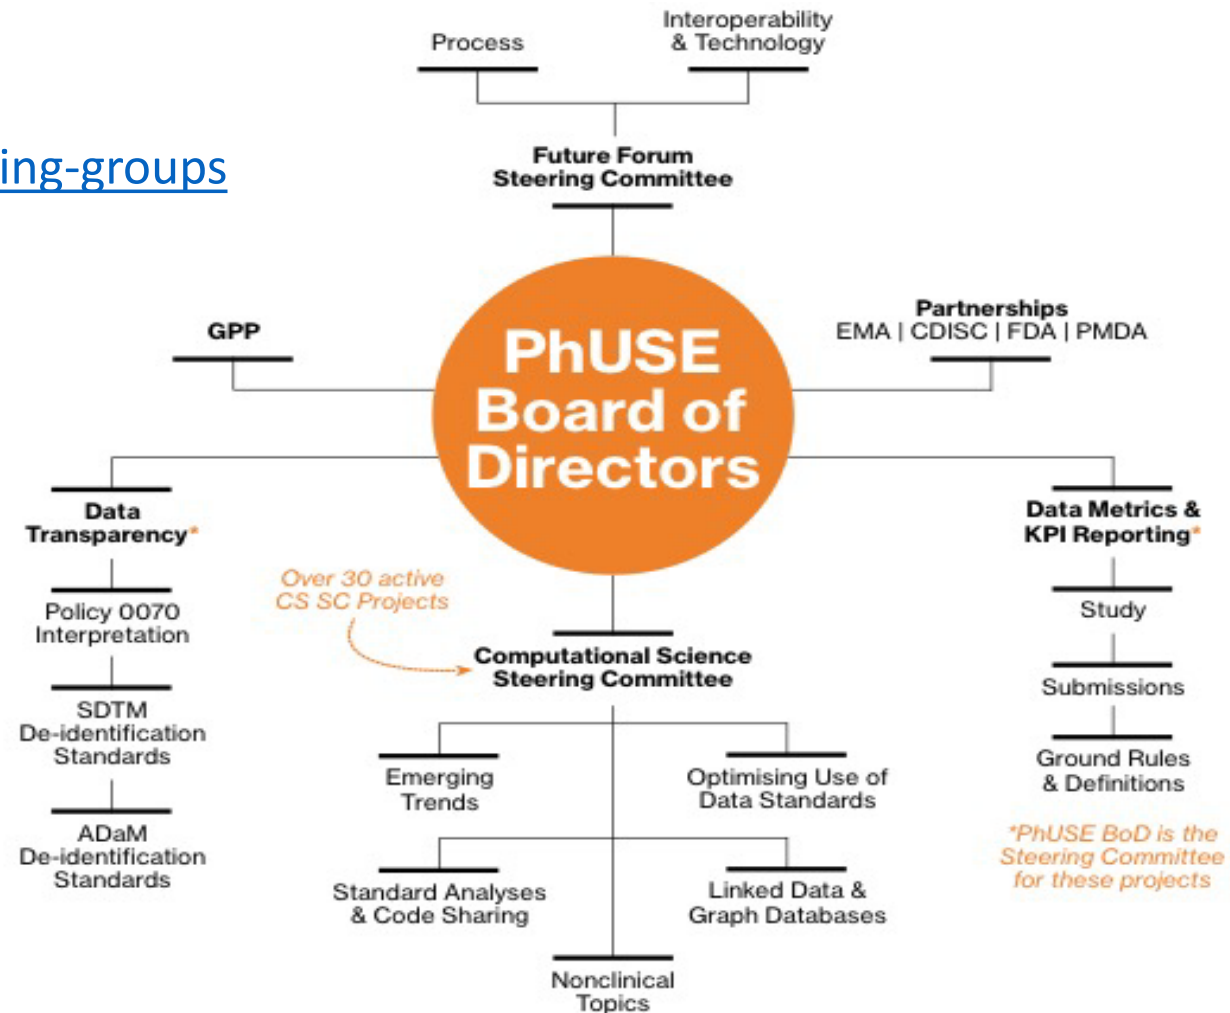 Process
Interoperability
& Technology
ing-groups
Future Forum
Steering Committee
GPP
Partnerships
EMA | CDISC | FDA | PMDA
PhUSE
Board of
Directors
Data
Transparency*
Policy 0070
Interpretation
SDTM
De-identification
Standards
ADaM
De-identification
Standards
Over 30 active
CS SC Projects
Computational Science
Steering Committee
Emerging
Trends
Optimising Use of
Data Standards
Standard Analyses
& Code Sharing
Linked Data &
Graph Databases
Nonclinical
Topics
Data Metrics &
KPI Reporting*
Study
Submissions
Ground Rules
& Definitions
*PhUSE BoD is the
Steering Committee
for these projects